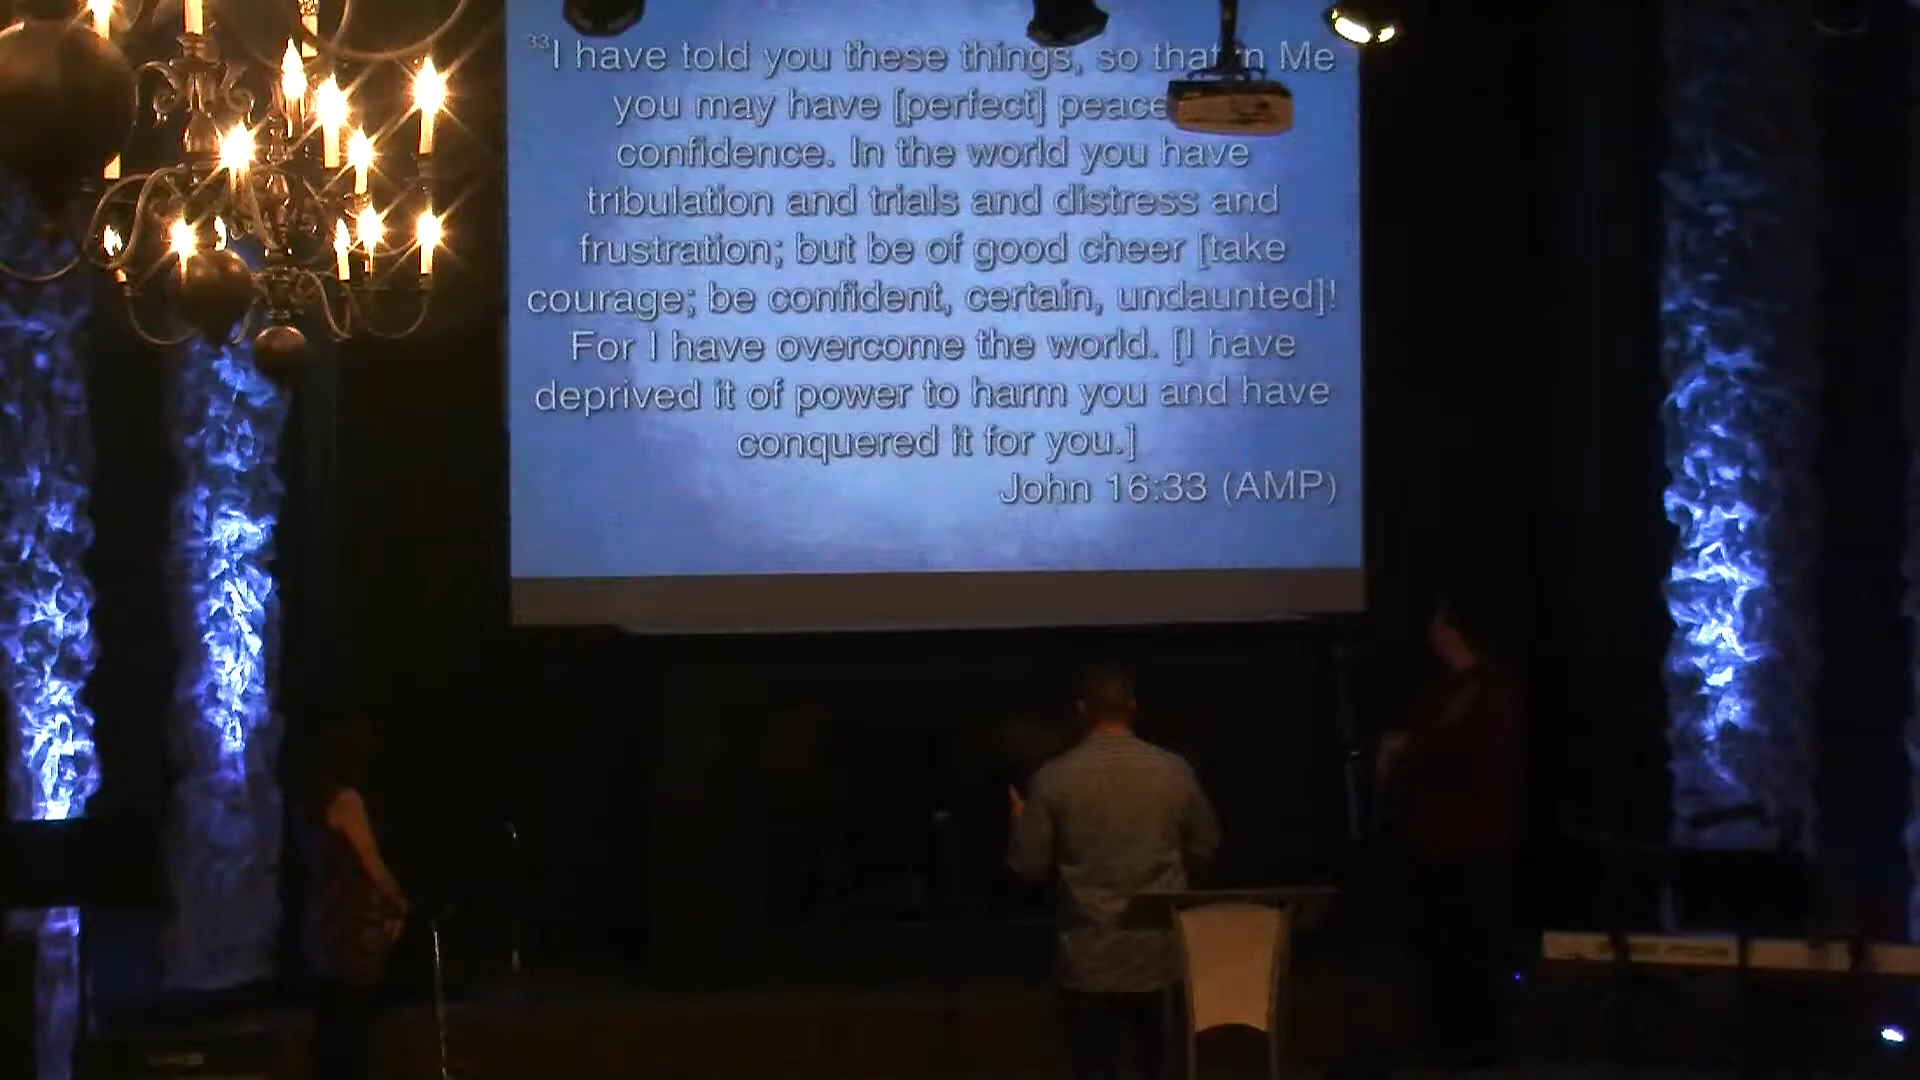 33I have told you these things, so that in Me
you may have [perfect] peace
confidence. In the world you have
tribulation and trials and distress and
frustration; but be of good cheer [take
courage; be confident, certain, undaunted]!
For I have overcome the world. [I have
deprived it of power to harm you and have
conquered it for you.]
John 16:33 (AMP)